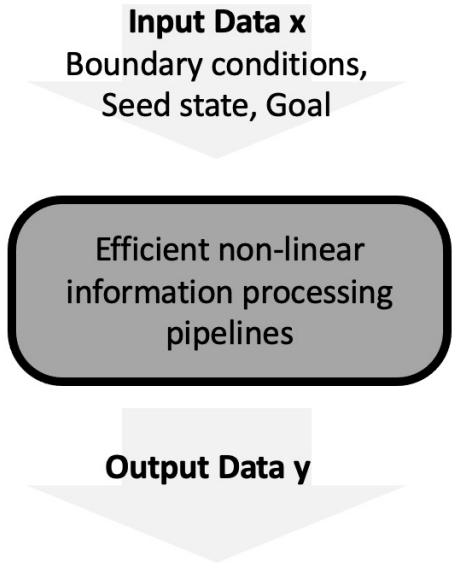 Input Data x
Boundary conditions,
Seed state, Goal
Efficient non-linear
information processing
pipelines
Output Data y